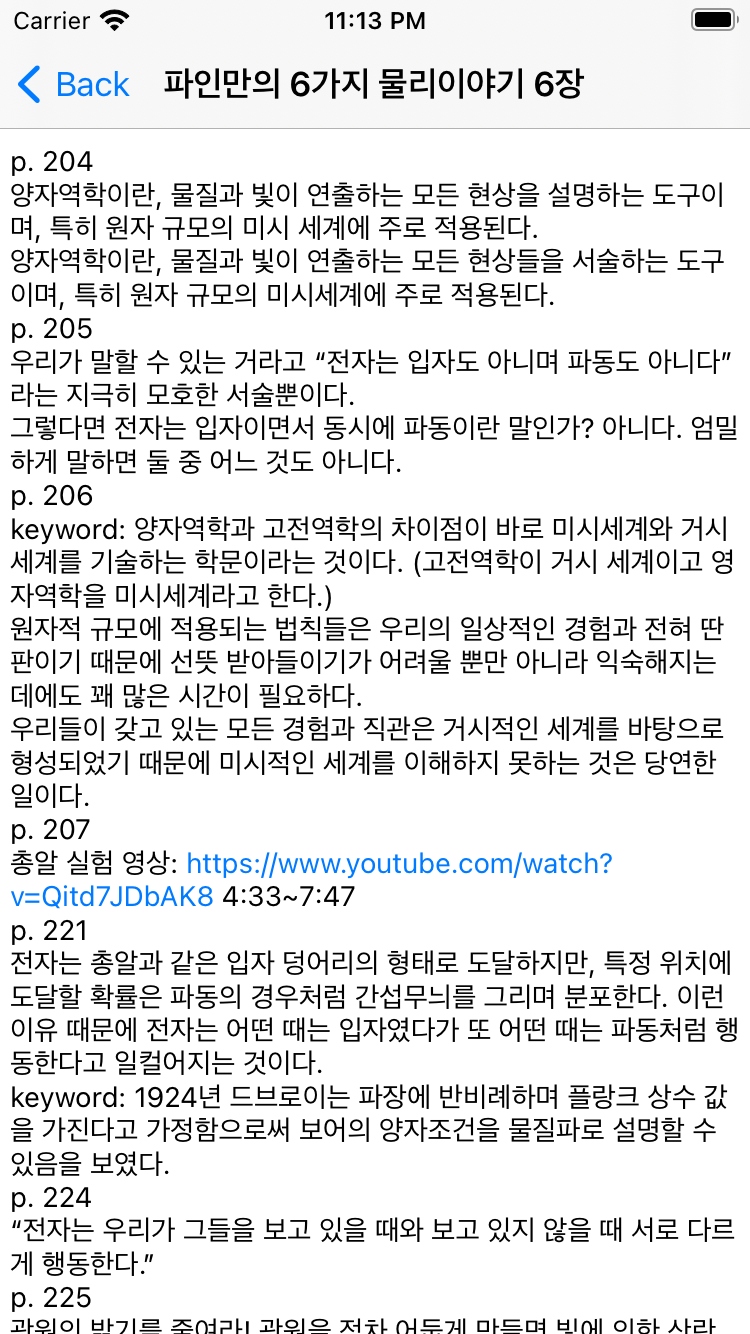 Carrier 11:13 PM
Back 파인만의 6가지 물리이야기 6장
p. 204
양자역학이란, 물질과 빛이 연출하는 모든 현상을 설명하는 도구이
며, 특히 원자 규모의 미시 세계에 주로 적용된다.
양자역학이란, 물질과 빛이 연출하는 모든 현상들을 서술하는 도구
이며, 특히 원자 규모의 미시세계에 주로 적용된다.
p. 205
우리가 말할 수 있는 거라고 “전자는 입자도 아니며 파동도 아니다”
라는 지극히 모호한 서술뿐이다.
그렇다면 전자는 입자이면서 동시에 파동이란 말인가? 아니다. 엄밀
하게 말하면 둘 중 어느 것도 아니다.
p. 206
keyword: 양자역학과 고전역학의 차이점이 바로 미시세계와 거시
세계를 기술하는 학문이라는 것이다. (고전역학이 거시 세계이고 영
자역학을 미시세계라고 한다.)
원자적 규모에 적용되는 법칙들은 우리의 일상적인 경험과 전혀 딴
판이기 때문에 선뜻 받아들이기가 어려울 뿐만 아니라 익숙해지는
데에도 꽤 많은 시간이 필요하다.
우리들이 갖고 있는 모든 경험과 직관은 거시적인 세계를 바탕으로
형성되었기 때문에 미시적인 세계를 이해하지 못하는 것은 당연한
일이다.
p. 207
총알 실험 영상: https://www.youtube.com/watch?
v=Qitd7JDbAK8 4:33~7:47
p. 221
전자는 총알과 같은 입자 덩어리의 형태로 도달하지만, 특정 위치에
도달할 확률은 파동의 경우처럼 간섭무늬를 그리며 분포한다. 이런
이유 때문에 전자는 어떤 때는 입자였다가 또 어떤 때는 파동처럼 행
동한다고 일컬어지는 것이다.
keyword: 1924년 드브로이는 파장에 반비례하며 플랑크 상수 값
을 가진다고 가정함으로써 보어의 양자조건을 물질파로 설명할 수
있음을 보였다.
p. 224
“전자는 우리가 그들을 보고 있을 때와 보고 있지 않을 때 서로 다르
게 행동한다.”
p. 225
광원의 밝기를 줄여라! 광원을 점차 어둡게 만들면 빛에 의한 산란